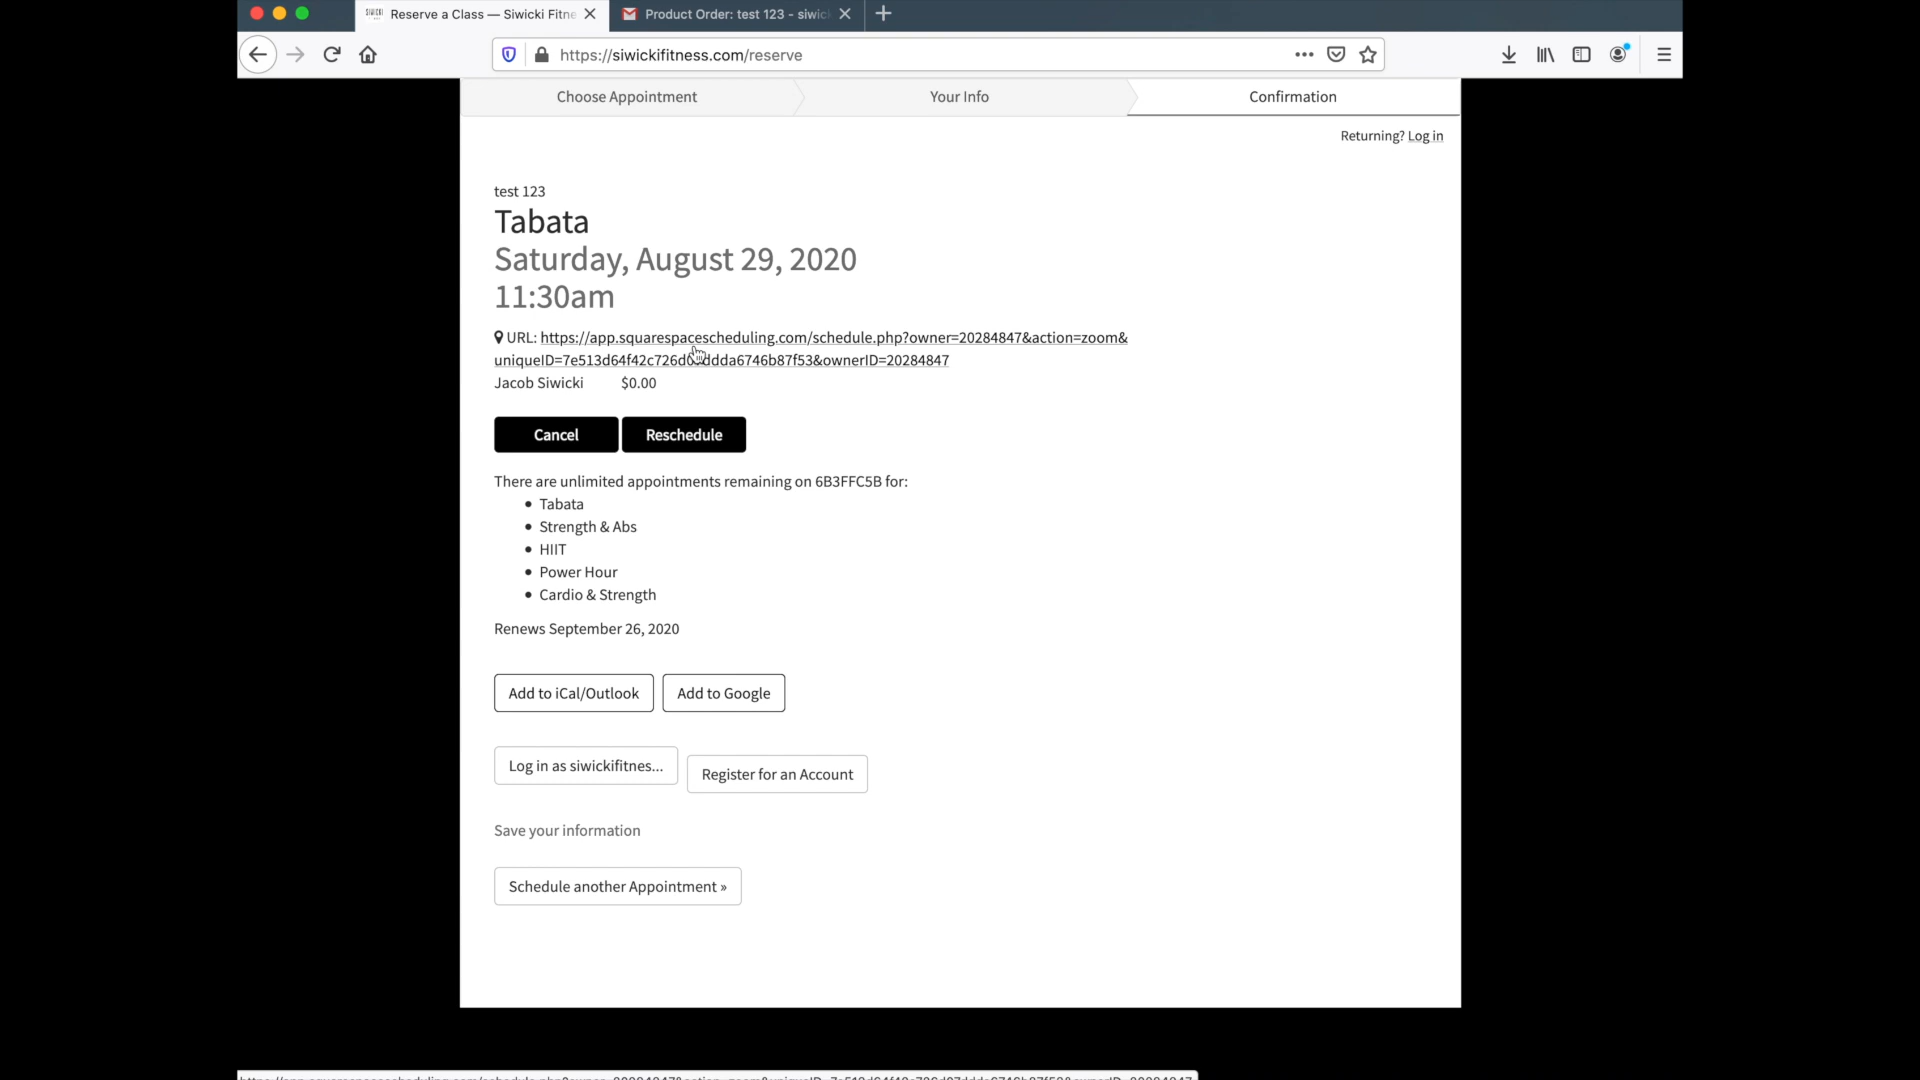 Reserve a Class — Siwicki Fitne
Product Order: test 123 - siwic
https://siwickifitness.com/reserve
Choose Appointment
Your Info
Confirmation
Returning? Log in
test 123
Tabata
Saturday, August 29, 2020
11:30am
URL: https://app.squarespacescheduling.com/schedule.php?owner=20284847&action=zoom&
Jacob Siwicki $0.00
Cancel Reschedule
There are unlimited appointments remaining on 6B3FFC5B for:
Tabata
Strength & Abs
HIIT
Power Hour
Cardio & Strength
Renews September 26, 2020
Add to iCal/Outlook Add to Google
Log in as siwickifitnes...
Register for an Account
Save your information
Schedule another Appointment »